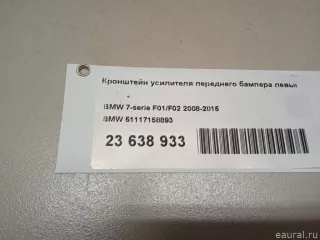 Кронштейн усилителя переднего бампера левый
BMW 7-serie F01/F02 2008-2015
BMW 51117158893
23 638 933
eaural.ru